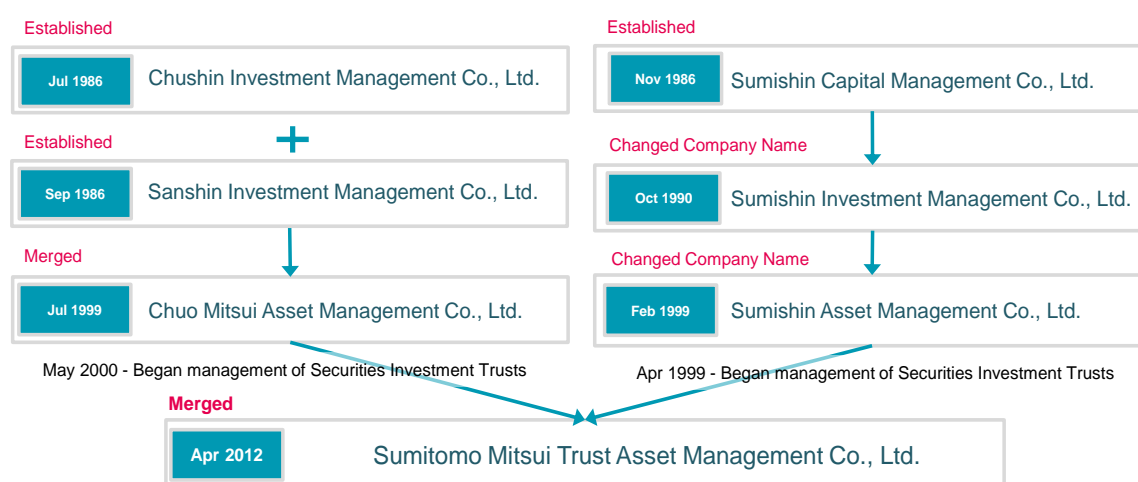 Established
Jul 1986
Chushin Investment Management Co., Ltd.
Established
Sep 1986
Sanshin Investment Management Co., Ltd.
Merged
Jul 1999
Chuo Mitsui Asset Management Co., Ltd.
May 2000 - Began management of Securities Investment Trusts
Established
Nov 1986
Sumishin Capital Management Co., Ltd.
Changed Company Name
Oct 1990
Sumishin Investment Management Co., Ltd.
Changed Company Name
Feb 1999
Sumishin Asset Management Co., Ltd.
Apr 1999 - Began management of Securities Investment Trusts
Merged
Apr 2012
Sumitomo Mitsui Trust Asset Management Co., Ltd.